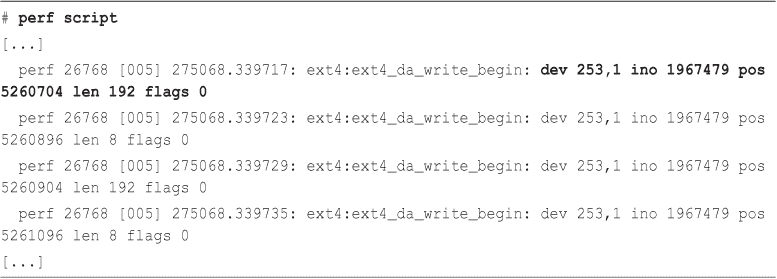 # perf script
[...]
  perf 26768 [005] 275068.339717: ext4:ext4_da_write_begin: dev 253,1 ino 1967479 pos
5260704 len 192 flags 0
  perf 26768 [005] 275068.339723: ext4:ext4_da_write_begin: dev 253,1 ino 1967479 pos
5260896 len 8 flags 0
  perf 26768 [005] 275068.339729: ext4:ext4_da_write_begin: dev 253,1 ino 1967479 pos
5260904 len 192 flags 0
  perf 26768 [005] 275068.339735: ext4:ext4_da_write_begin: dev 253,1 ino 1967479 pos
5261096 len 8 flags 0
[...]